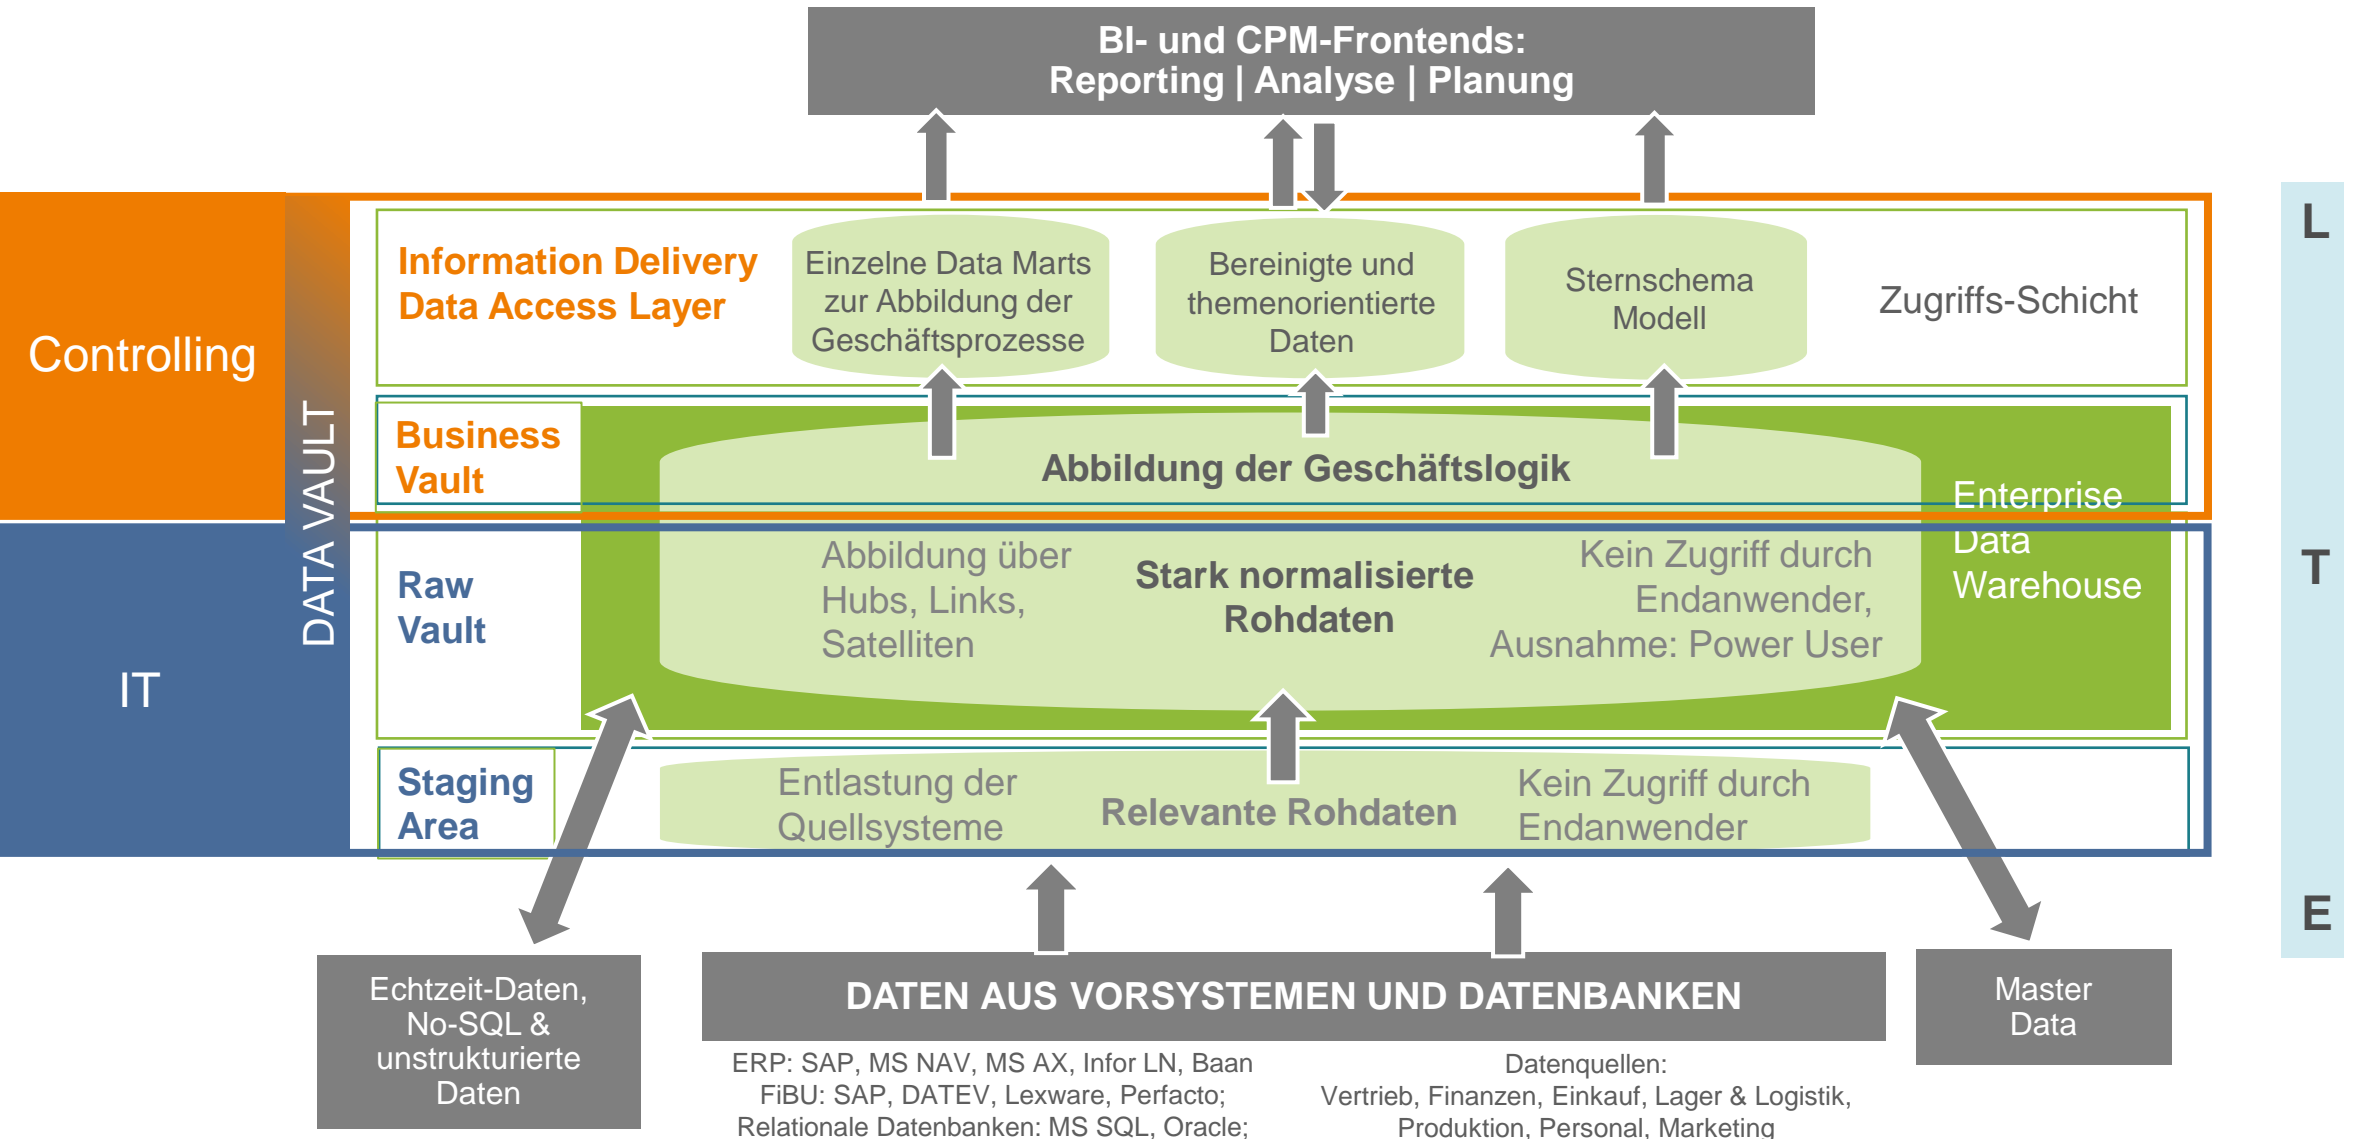 BI- und CPM-Frontends:
Reporting | Analyse | Planung
Controlling
IT
DATA VAULT
Information Delivery
Data Access Layer
Einzelne Data Marts
zur Abbildung der
Geschäftsprozesse
Bereinigte und
themenorientierte
Daten
Sternschema
Modell
Zugriffs-Schicht
Business
Vault
Abbildung der Geschäftslogik
Enterprise
Data
Warehouse
Raw
Vault
Abbildung über
Hubs, Links,
Satelliten
Stark normalisierte
Rohdaten
Kein Zugriff durch
Endanwender,
Ausnahme: Power User
Staging
Area
Entlastung der
Quellsysteme
Relevante Rohdaten
Kein Zugriff durch
Endanwender
L
T
E
Echtzeit-Daten,
No-SQL &
unstrukturierte
Daten
DATEN AUS VORSYSTEMEN UND DATENBANKEN
Master
Data
ERP: SAP, MS NAV, MS AX, Infor LN, Baan
FiBU: SAP, DATEV, Lexware, Perfacto;
Relationale Datenbanken: MS SQL, Oracle;
Datenquellen:
Vertrieb, Finanzen, Einkauf, Lager & Logistik,
Produktion, Personal, Marketing